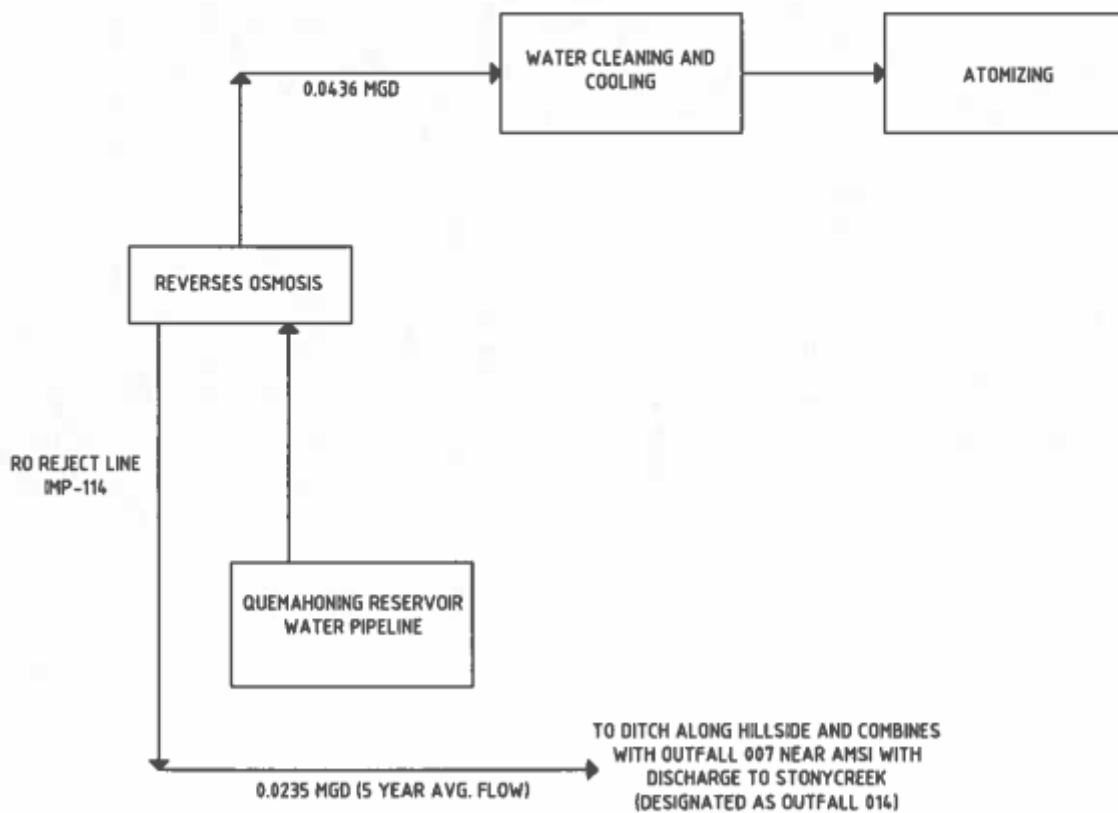 WATER CLEANING AND
COOLING
ATOMIZING
0.0436 MGD
REVERSES OSMOSIS
RO REJECT LINE
IMP-114
QUEMAHONING RESERVOIR
WATER PIPELINE
TO DITCH ALONG HILLSIDE AND COMBINES
WITH OUTFALL 007 NEAR AMSI WITH
DISCHARGE TO STONYCREEK
(DESIGNATED AS OUTFALL 014)
0.0235 MGD (5 YEAR AVG. FLOW)